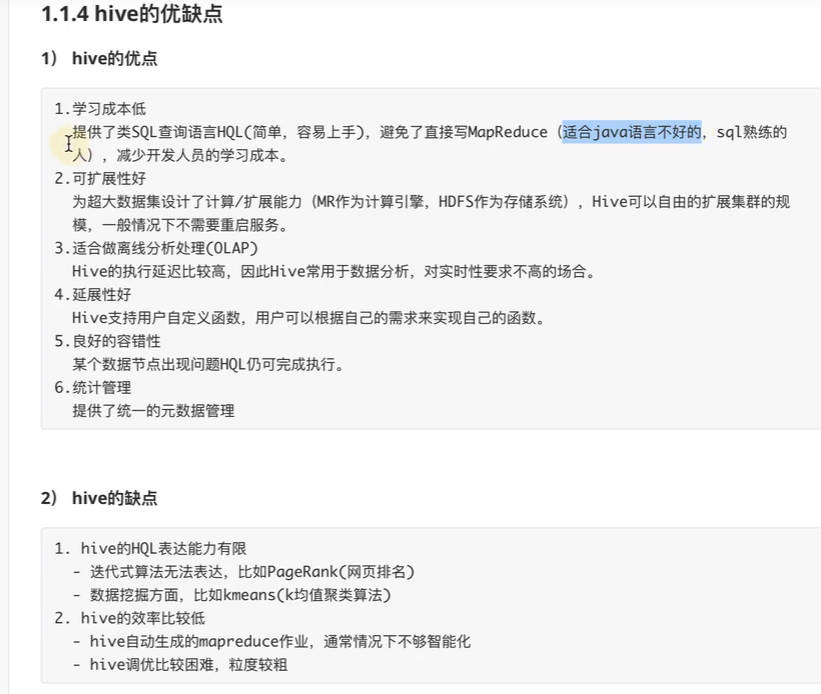 1.1.4 hive的优缺点
1） hive的优点
1.学习成本低
提供了类SQL查询语言HQL(简单，容易上手)，避免了直接写MapReduce（适合java语言不好的，sql熟练的
人），减少开发人员的学习成本。
2.可扩展性好
为超大数据集设计了计算/扩展能力（MR作为计算引擎，HDFS作为存储系统），Hive可以自由的扩展集群的规
模，一般情况下不需要重启服务。
3.适合做离线分析处理(OLAP)
Hive的执行延迟比较高，因此Hive常用于数据分析，对实时性要求不高的场合。
4.延展性好
Hive支持用户自定义函数，用户可以根据自己的需求来实现自己的函数。
5.良好的容错性
某个数据节点出现问题HQL仍可完成执行。
6.统计管理
提供了统一的元数据管理
2） hive的缺点
1. hive的HQL表达能力有限
- 迭代式算法无法表达，比如PageRank(网页排名)
- 数据挖掘方面，比如kmeans(k均值聚类算法)
2. hive的效率比较低
- hive自动生成的mapreduce作业，通常情况下不够智能化
- hive调优比较困难，粒度较粗